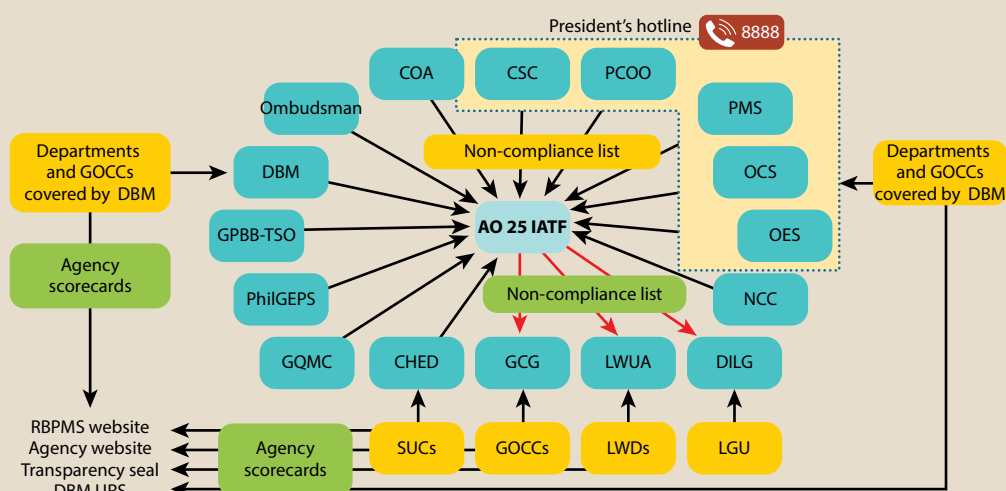 President's hotline
8888
COA
CSC
PCOO
Ombudsman
PMS
Departments
and GOCCs
covered by DBM
Non-compliance list
DBM
OCS
Departments
and GOCCs
covered by DBM
AO 25 IATF
GPBB-TSO
OES
Agency
scorecards
PhilGEPS
Non-compliance list
NCC
GQMC
CHED
GCG
LWUA
DILG
RBPMS website
Agency website
Transparency seal
DBM URS
Agency
scorecards
SUCs
GOCCs
LWDs
LGU